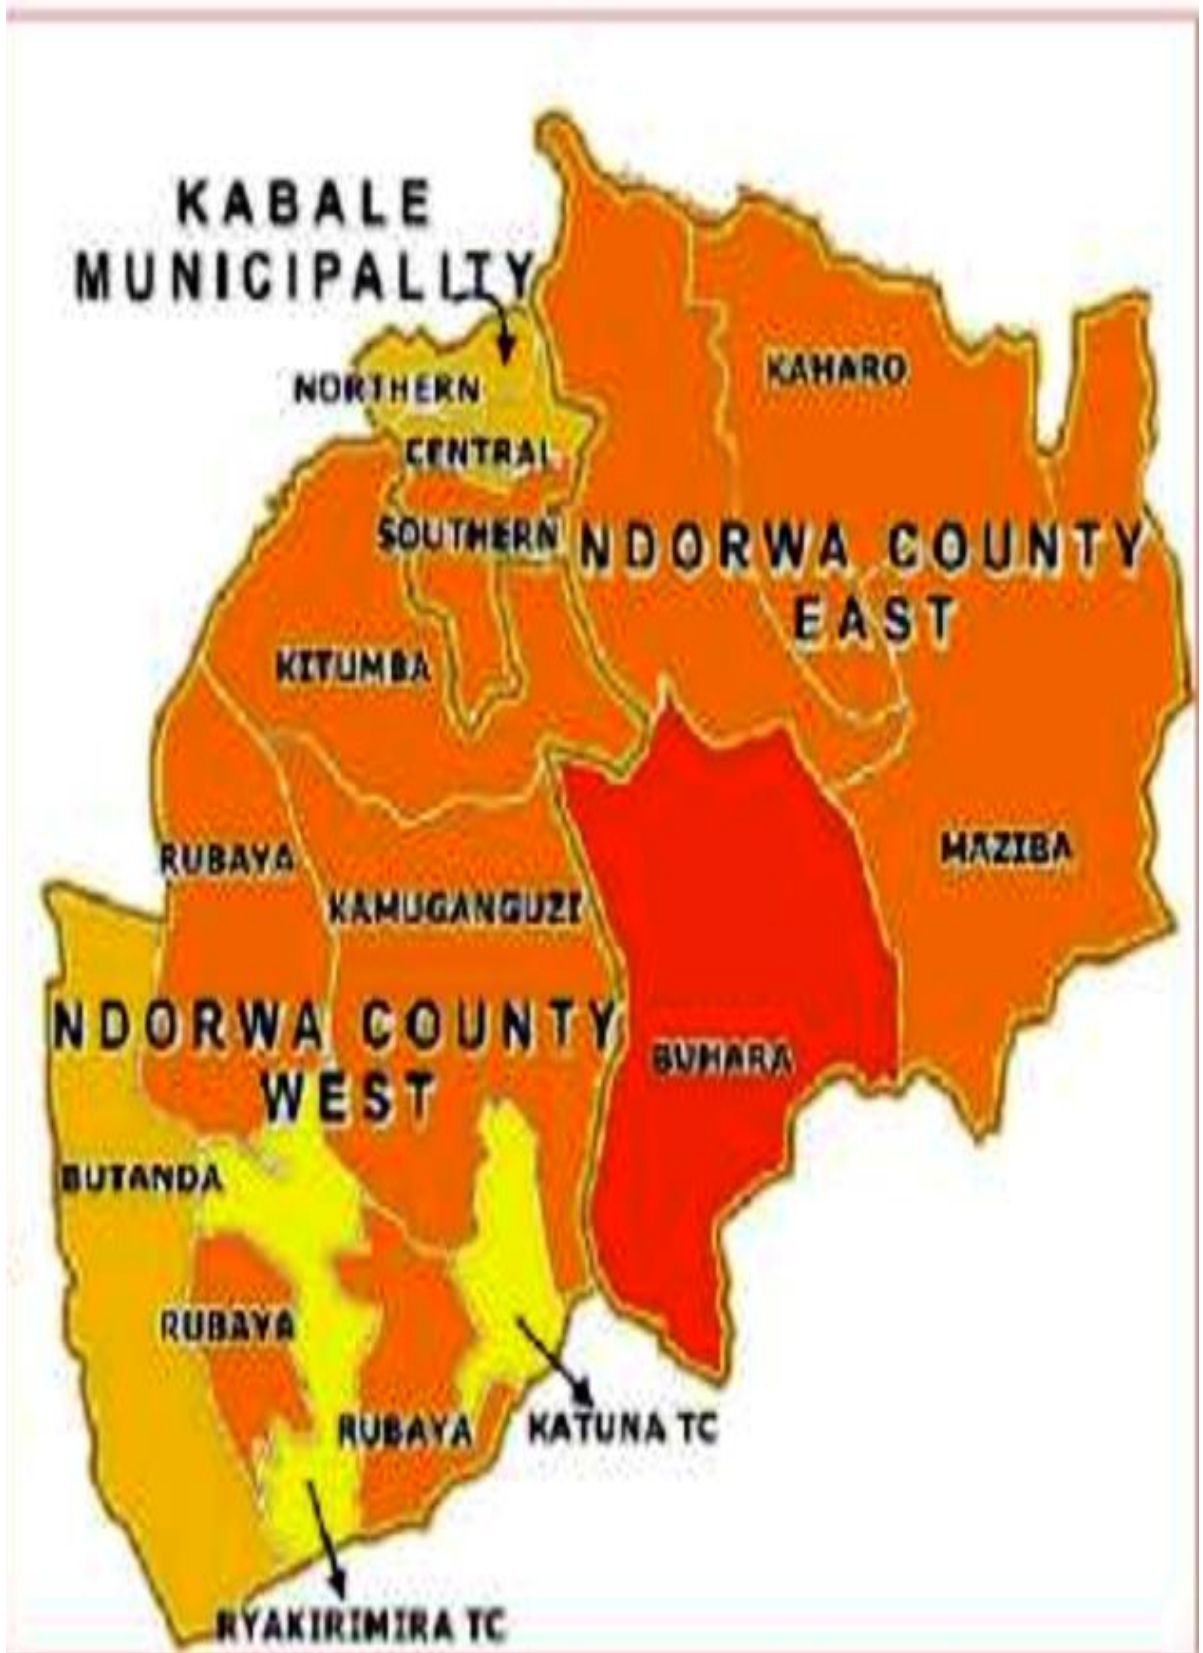 KABALE
MUNICIPALITY
NORTHERN
CENTRAL
SOUTHERN
KAHARO
NDORWA COUNTY
EAST
KITUMBA
RUBAYA
KAMUGANGUZI
MAZIBA
NDORWA COUNTY
WEST
BUHARA
BUTANDA
RUBAYA
RUBAYA
KATUNA TC
RYAKIRIMIRA TC